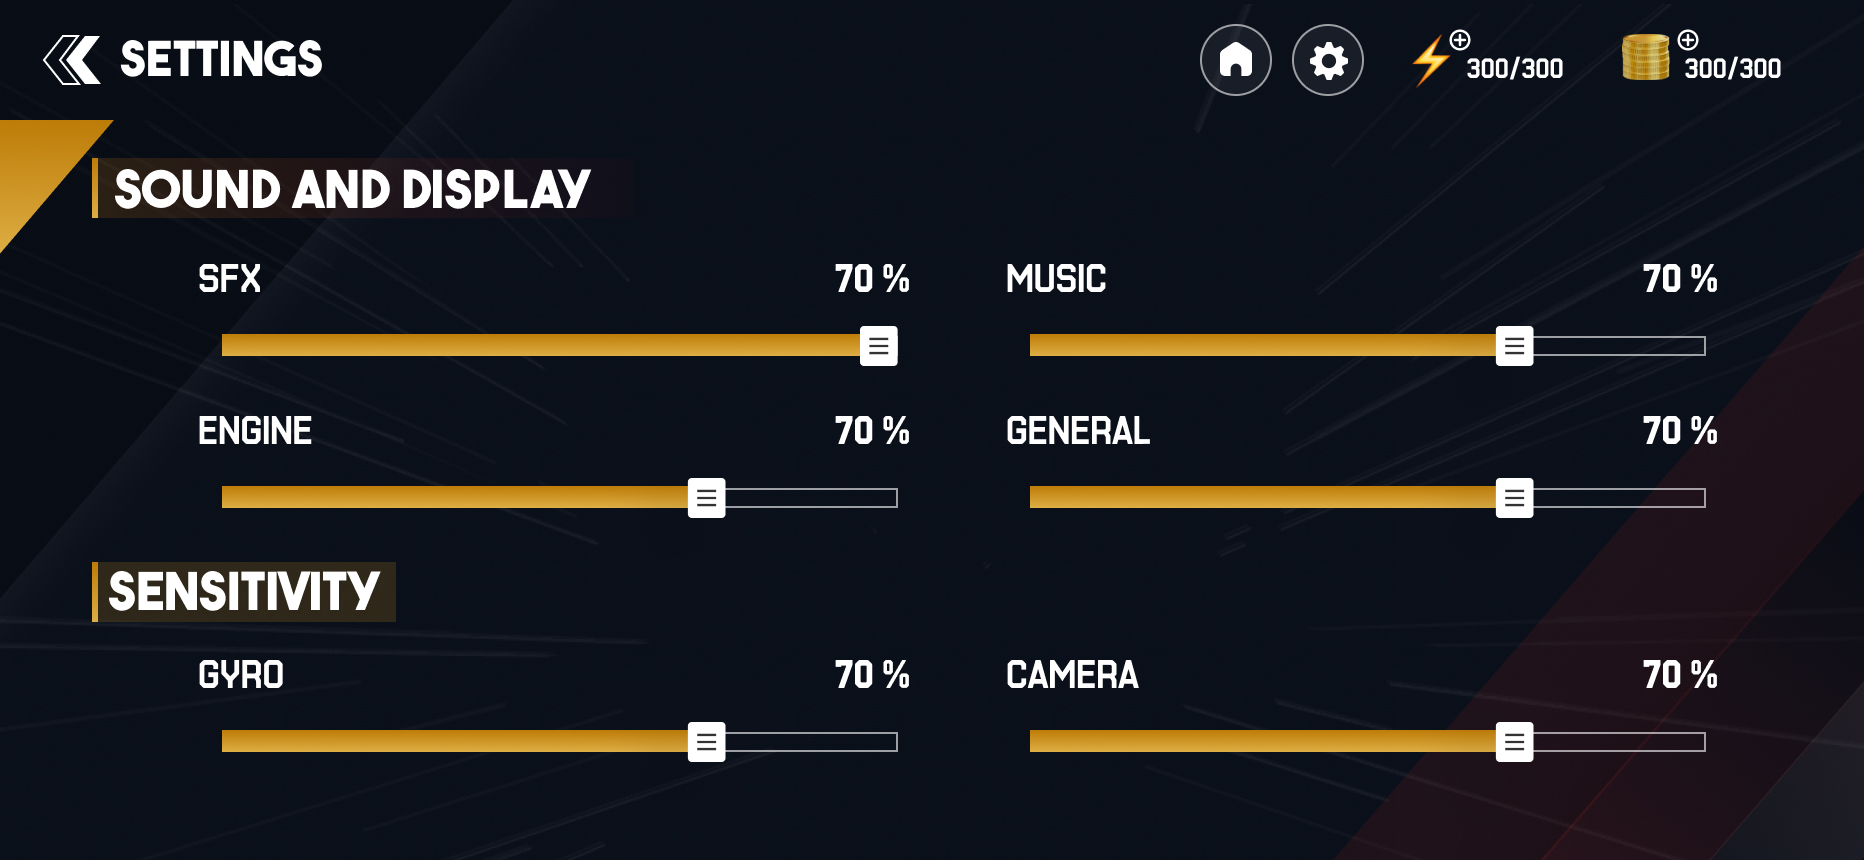 SETTINGS
300/300
300/300
SOUND AND DISPLAY
SFX 70 %
MUSIC 70 %
ENGINE 70 %
GENERAL 70 %
SENSITIVITY
GYRO 70 %
CAMERA 70 %